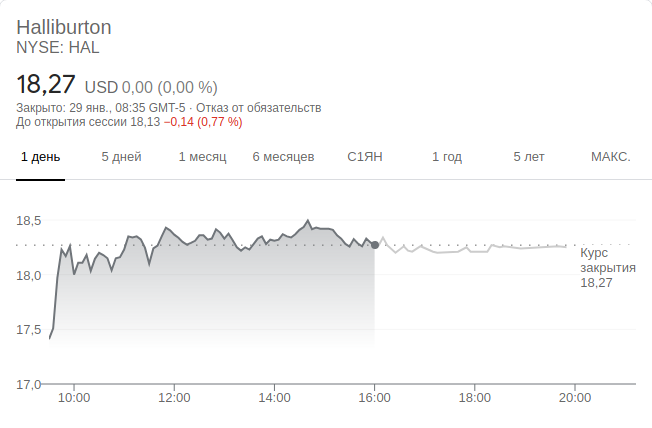 Halliburton
NYSE: HAL
18,27 USD 0,00 (0,00 %)
Закрыто: 29 янв., 08:35 GMT-5 · Отказ от обязательств
До открытия сессии 18,13 −0,14 (0,77 %)
1 день 5 дней 1 месяц 6 месяцев С1ЯН 1 год 5 лет МАКС.
18,5
Курс
закрытия
18,27
18,0
17,5
17,0
10:00 12:00 14:00 16:00 18:00 20:00